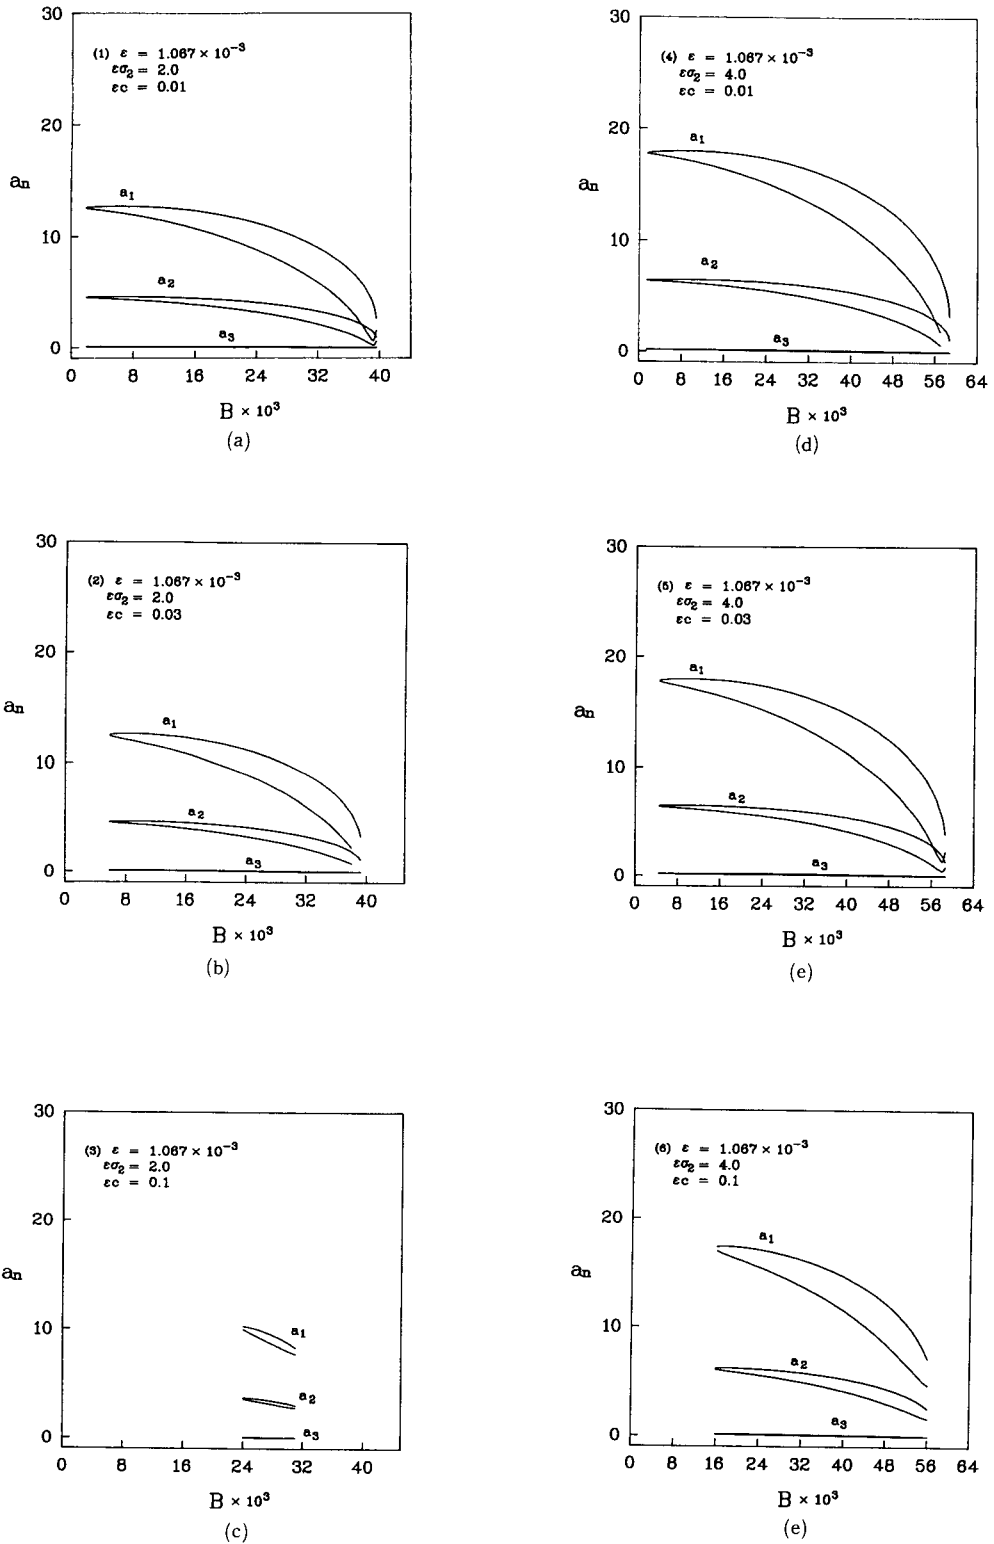 30
(1) ε = 1.067 × 10⁻³
εσ₂ = 2.0
εc = 0.01
20
aₙ
a₁
10
a₂
a₃
0
0 8 16 24 32 40
B × 10³
(a)
30
(4) ε = 1.067 × 10⁻³
εσ₂ = 4.0
εc = 0.01
20
a₁
aₙ
10
a₂
a₃
0
0 8 16 24 32 40 48 56 64
B × 10³
(d)
30
(2) ε = 1.067 × 10⁻³
εσ₂ = 2.0
εc = 0.03
20
aₙ
a₁
10
a₂
a₃
0
0 8 16 24 32 40
B × 10³
(b)
30
(5) ε = 1.067 × 10⁻³
εσ₂ = 4.0
εc = 0.03
20
a₁
aₙ
10
a₂
a₃
0
0 8 16 24 32 40 48 56 64
B × 10³
(e)
30
(3) ε = 1.067 × 10⁻³
εσ₂ = 2.0
εc = 0.1
20
aₙ
10
a₁
a₂
a₃
0
0 8 16 24 32 40
B × 10³
(c)
30
(6) ε = 1.067 × 10⁻³
εσ₂ = 4.0
εc = 0.1
20
a₁
aₙ
10
a₂
a₃
0
0 8 16 24 32 40 48 56 64
B × 10³
(e)